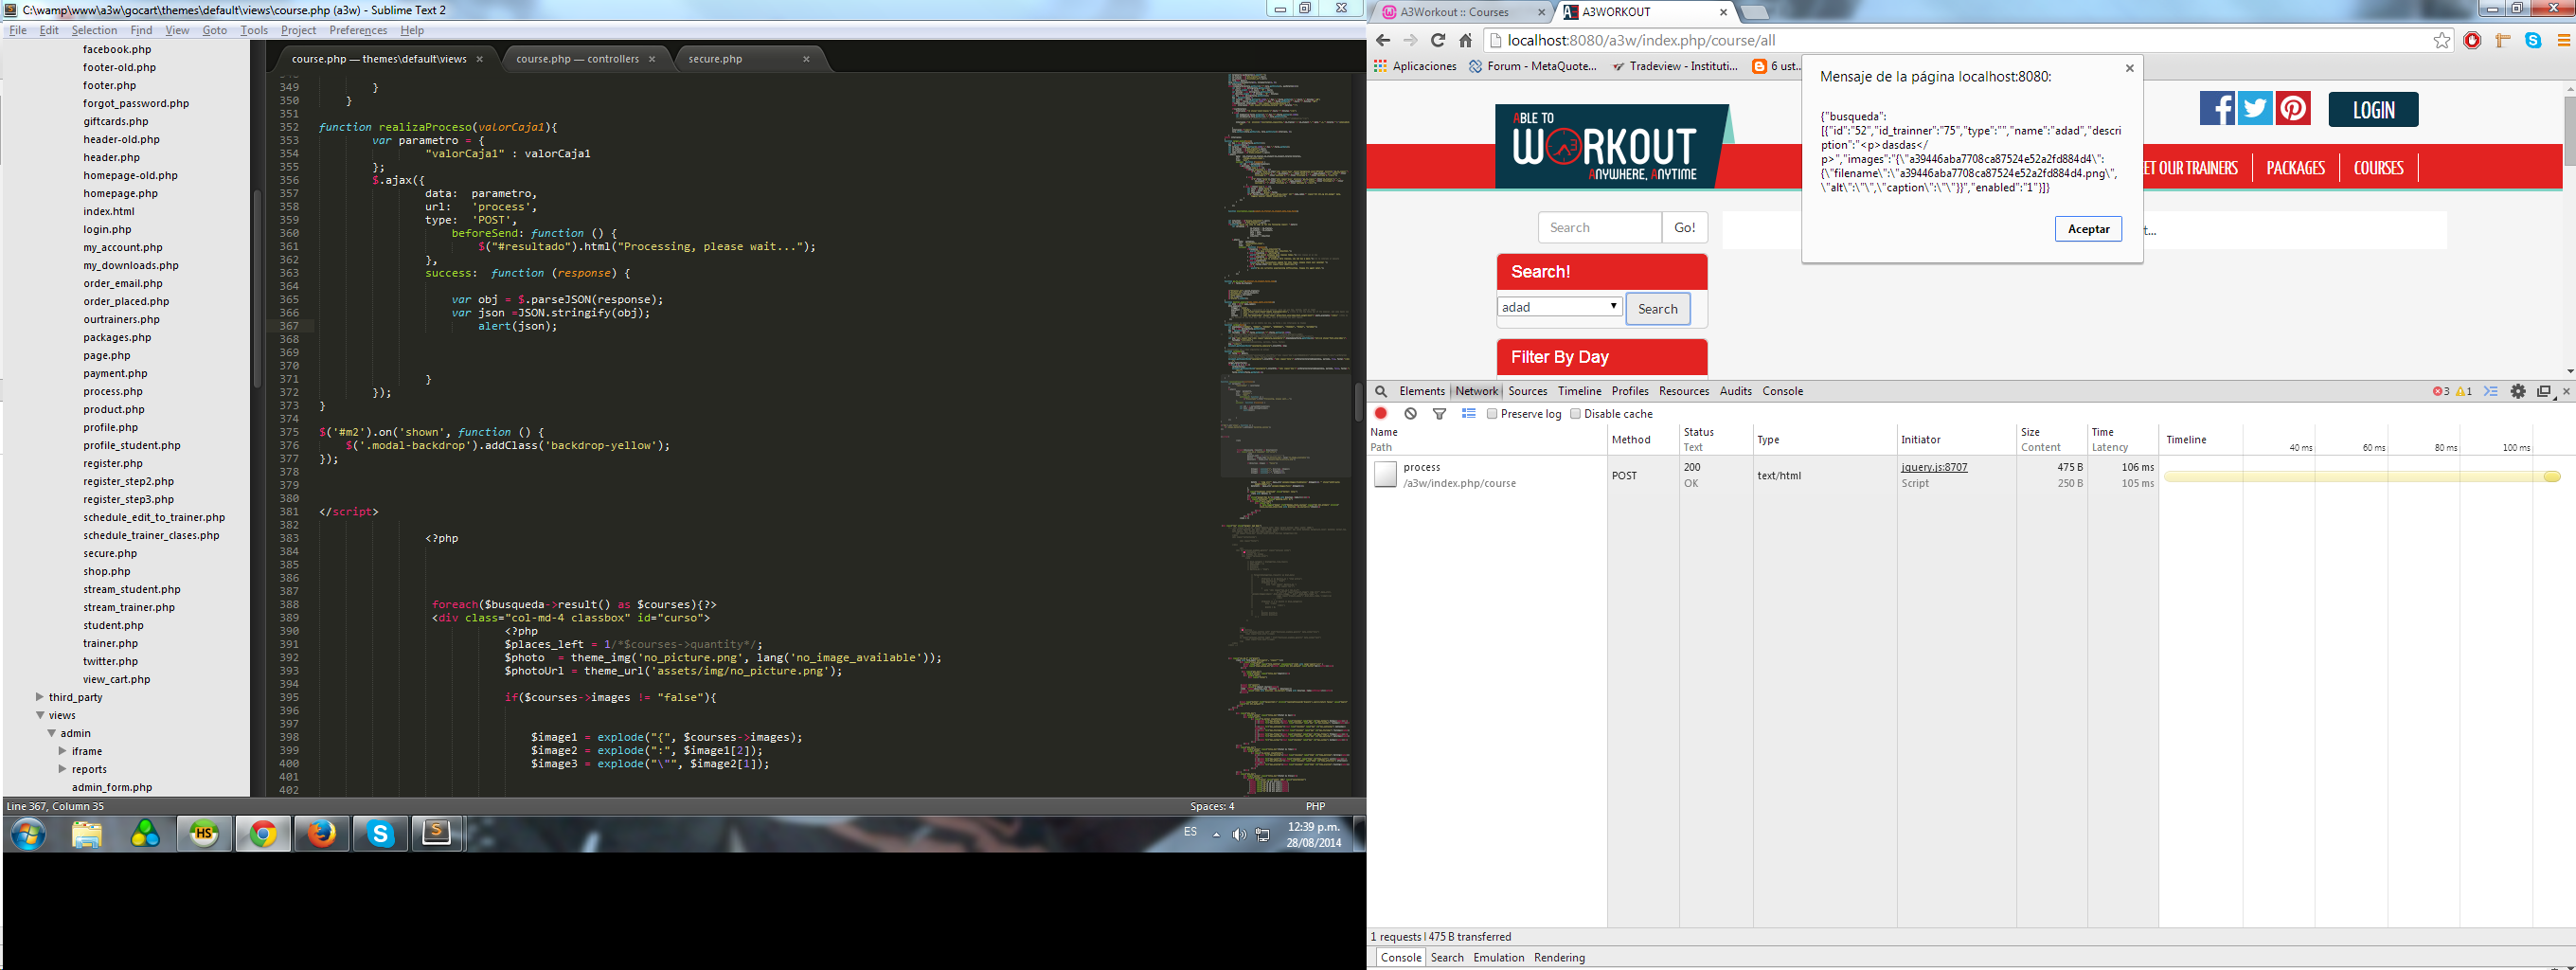 C:\wamp\www\a3w\gocart\themes\default\views\course.php (a3w) - Sublime Text 2
File Edit Selection Find View Goto Tools Project Preferences Help
facebook.php
footer-old.php
footer.php
forgot_password.php
giftcards.php
header-old.php
header.php
homepage-old.php
homepage.php
index.html
login.php
my_account.php
my_downloads.php
order_email.php
order_placed.php
ourtrainers.php
packages.php
page.php
payment.php
process.php
product.php
profile.php
profile_student.php
register.php
register_step2.php
register_step3.php
schedule_edit_to_trainer.php
schedule_trainer_clases.php
secure.php
shop.php
stream_student.php
stream_trainer.php
student.php
trainer.php
twitter.php
view_cart.php
third_party
views
admin
iframe
reports
admin_form.php
course.php — themes\default\views × course.php — controllers × secure.php ×
349 }
350 }
351
352 function realizaProceso(valorCaja1){
353 var parametro = {
354 "valorCaja1" : valorCaja1
355 };
356 $.ajax({
357 data: parametro,
358 url: 'process',
359 type: 'POST',
360 beforeSend: function () {
361 $("#resultado").html("Processing, please wait...");
362 },
363 success: function (response) {
364
365 var obj = $.parseJSON(response);
366 var json =JSON.stringify(obj);
367 alert(json);
368
369
370
371 }
372 });
373 }
374
375 $('#m2').on('shown', function () {
376 $('.modal-backdrop').addClass('backdrop-yellow');
377 });
378
379
380
381 </script>
382
383 <?php
384
385
386
387
388 foreach($busqueda->result() as $courses){?>
389 <div class="col-md-4 classbox" id="curso">
390 <?php
391 $places_left = 1/*$courses->quantity*/;
392 $photo = theme_img('no_picture.png', lang('no_image_available'));
393 $photoUrl = theme_url('assets/img/no_picture.png');
394
395 if($courses->images != "false"){
396
397
398 $image1 = explode("{", $courses->images);
399 $image2 = explode(":", $image1[2]);
400 $image3 = explode("\"", $image2[1]);
401
402
Line 367, Column 35 Spaces: 4 PHP
HS S S ES 12:39 p.m.
28/08/2014
A3Workout :: Courses × A3WORKOUT ×
localhost:8080/a3w/index.php/course/all
Aplicaciones Forum - MetaQuote... Tradeview - Instituti... 6 ust...
Mensaje de la página localhost:8080: ×
{"busqueda":
[{"id":"52","id_trainner":"75","type":"","name":"adad","descri
ption":"<p>dasdas</
p>","images":"{\"a39446aba7708ca87524e52a2fd884d4\":
{\"filename\":\"a39446aba7708ca87524e52a2fd884d4.png\",
\"alt\":\"\",\"caption\":\"\"}}","enabled":"1"}]}
Aceptar
ABLE TO
WORKOUT
ANYWHERE, ANYTIME
LOGIN
ET OUR TRAINERS PACKAGES COURSES
Search Go!
t...
Search!
adad Search
Filter By Day
Elements Network Sources Timeline Profiles Resources Audits Console 3 1
Preserve log Disable cache
Name Method Status Type Initiator Size Time Timeline 40 ms 60 ms 80 ms 100 ms
Path Text Content Latency
process POST 200 text/html jquery.js:8707 475 B 106 ms
/a3w/index.php/course OK Script 250 B 105 ms
1 requests | 475 B transferred
Console Search Emulation Rendering